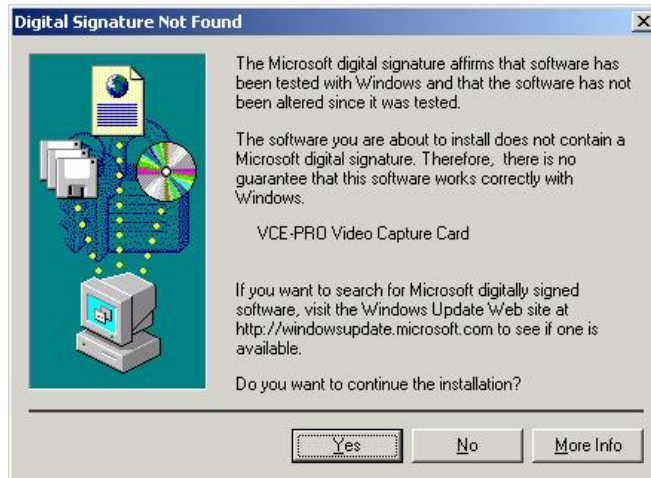 Digital Signature Not Found
The Microsoft digital signature affirms that software has
been tested with Windows and that the software has not
been altered since it was tested.
The software you are about to install does not contain a
Microsoft digital signature. Therefore, there is no
guarantee that this software works correctly with
Windows.
VCE-PRO Video Capture Card
If you want to search for Microsoft digitally signed
software, visit the Windows Update Web site at
http://windowsupdate.microsoft.com to see if one is
available.
Do you want to continue the installation?
Yes No More Info